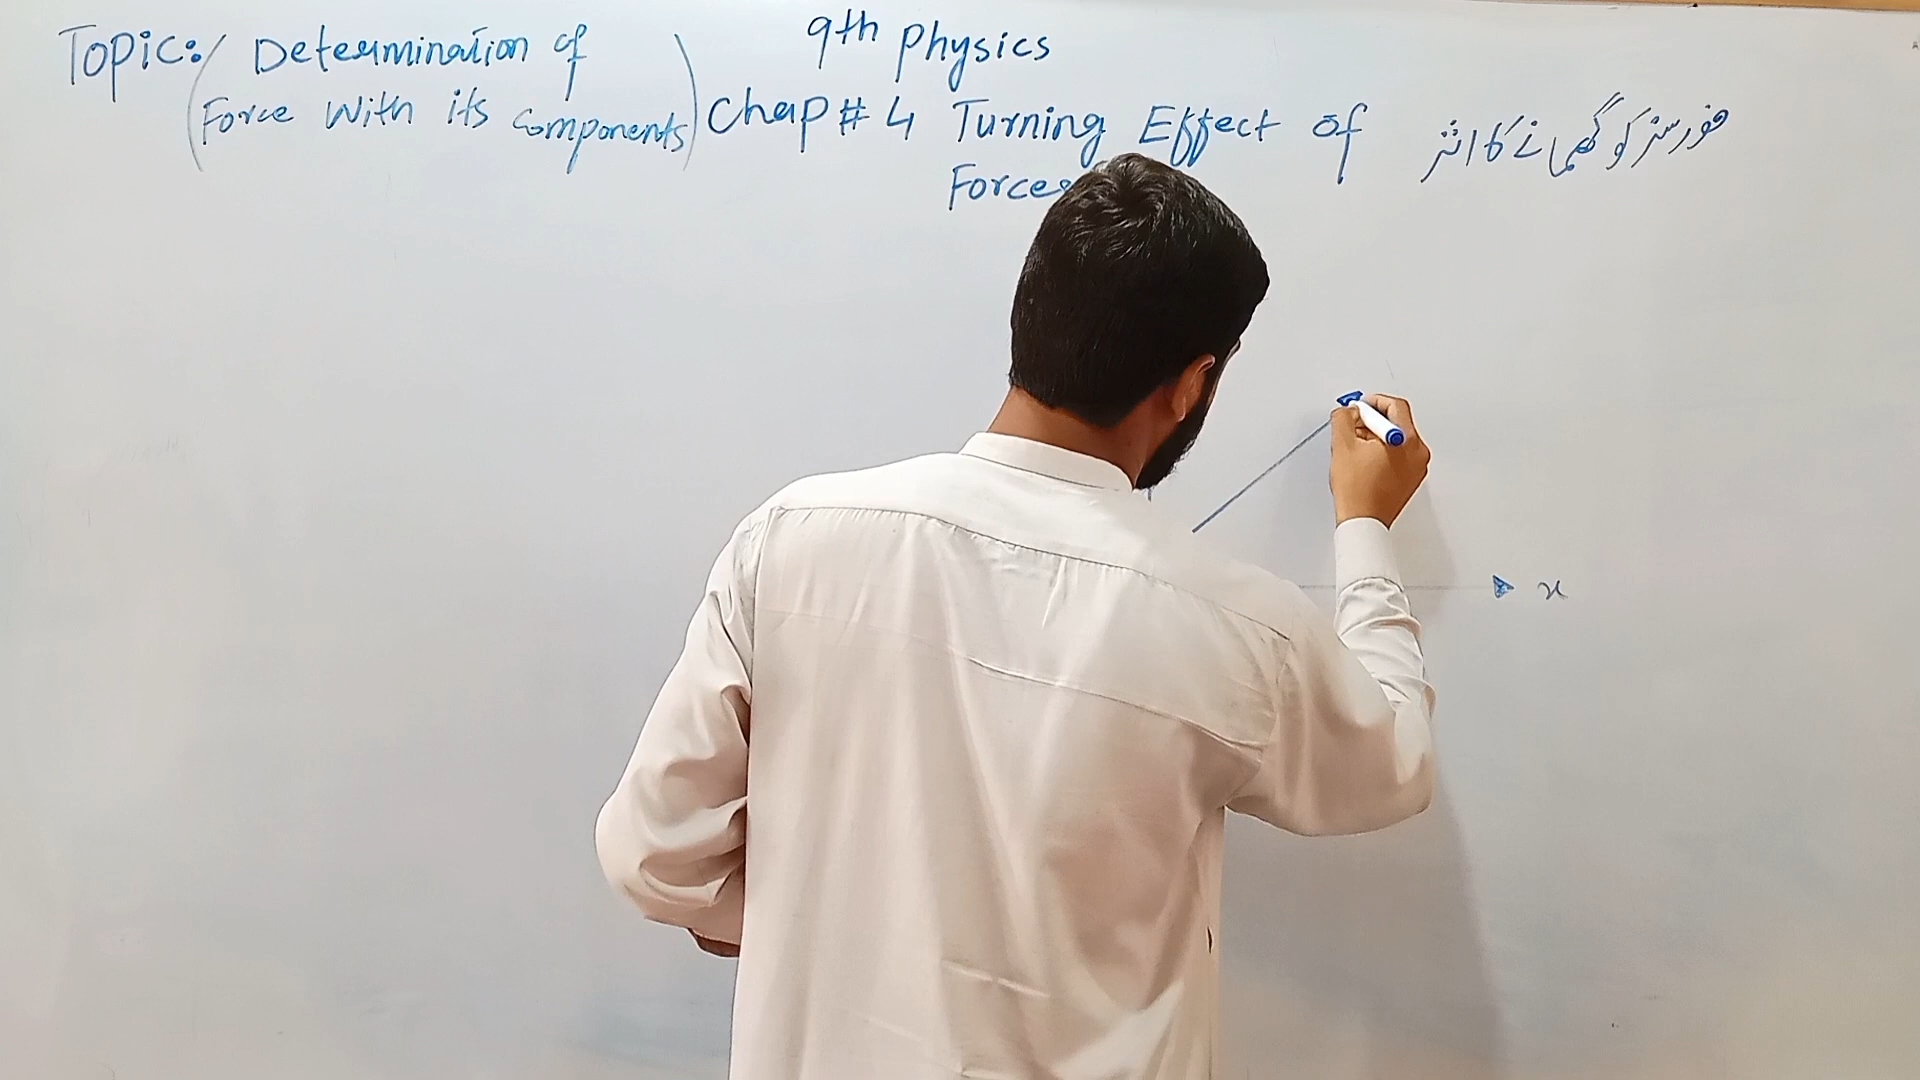 Topic: (Determination of
Force With its Components)
9th Physics
Chap # 4 Turning Effect of
Forces
فورسز کو گھمانے کا اثر
x